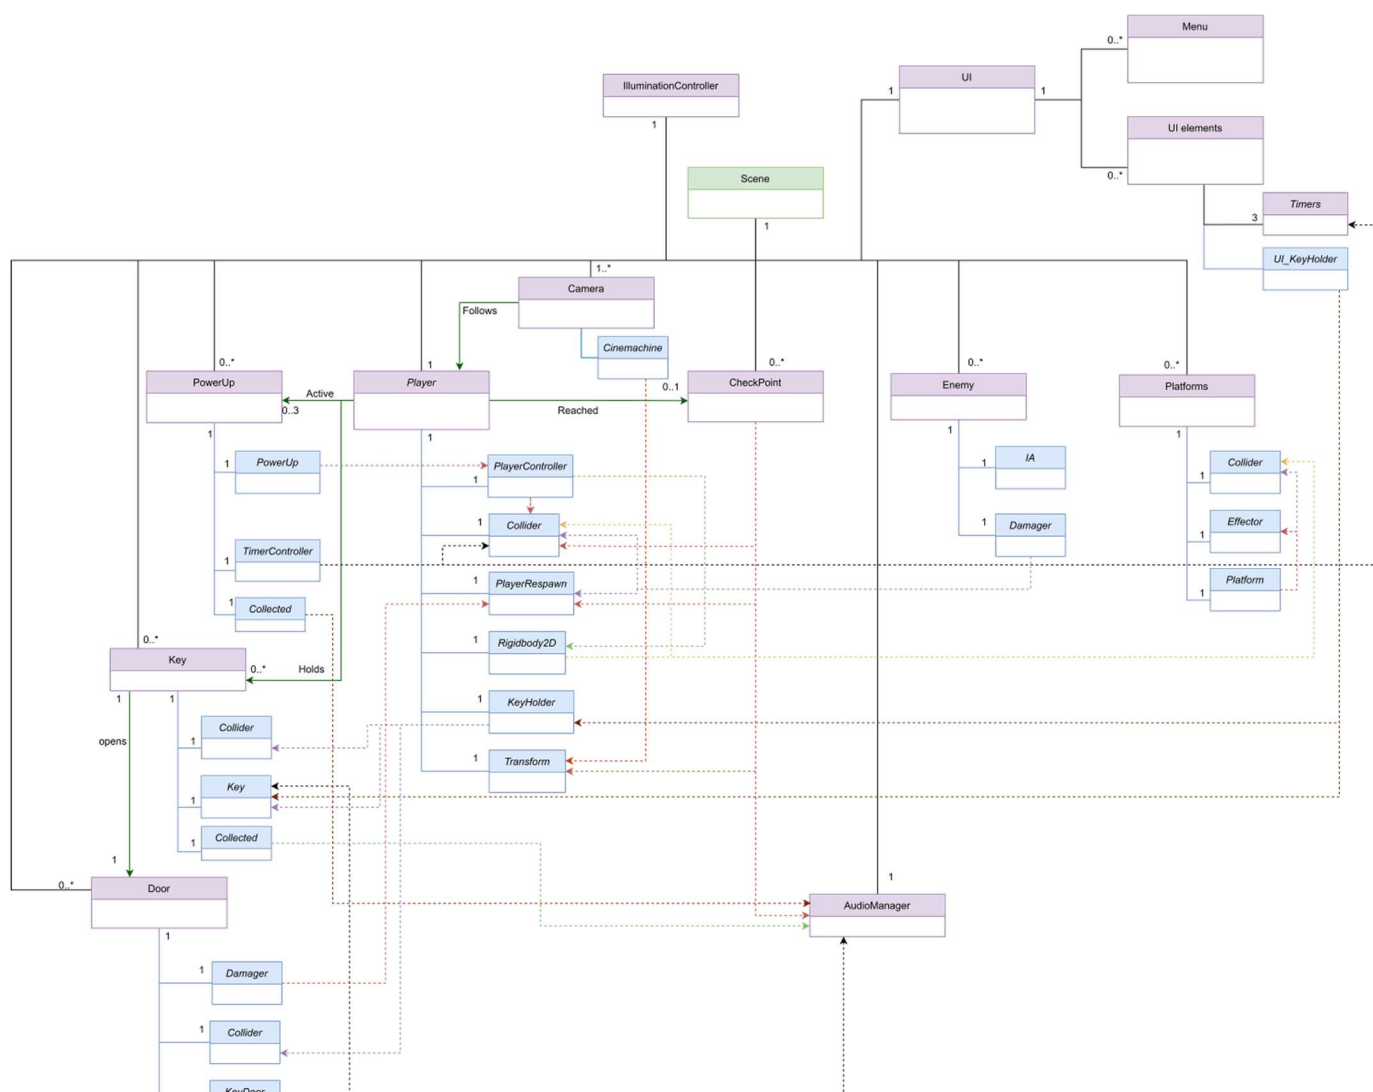 Menu
0..*
UI
IlluminationController
1
1
1
UI elements
0..*
Scene
1
Timers
3
UI_KeyHolder
1..*
Camera
Follows
Cinemachine
0..*
1
0..*
0..*
0..*
PowerUp
Player
0..1
CheckPoint
Enemy
Platforms
Active
0..3
Reached
1
1
1
1
PowerUp
1
PlayerController
1
IA
1
Collider
1
Collider
1
Damager
1
Effector
1
TimerController
1
PlayerRespawn
1
Platform
1
Collected
1
Rigidbody2D
1
0..*
Key
0..*
Holds
1
1
KeyHolder
1
Collider
1
opens
Transform
1
Key
1
Collected
1
1
Door
0..*
1
AudioManager
1
Damager
1
Collider
1
KeyDoor